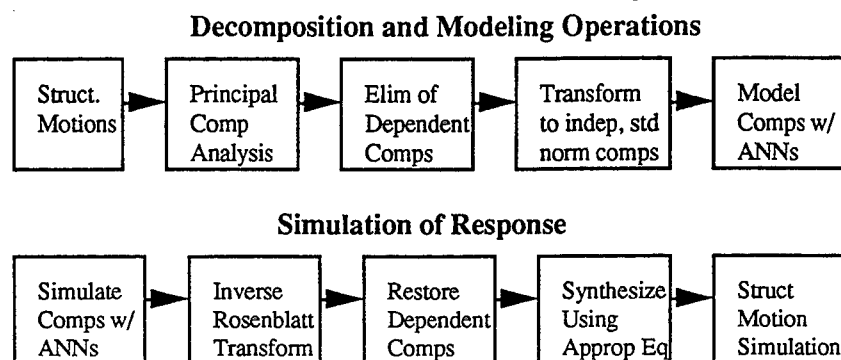 Decomposition and Modeling Operations
Struct.
Motions
Principal
Comp
Analysis
Elim of
Dependent
Comps
Transform
to indep, std
norm comps
Model
Comps w/
ANNs
Simulation of Response
Simulate
Comps w/
ANNs
Inverse
Rosenblatt
Transform
Restore
Dependent
Comps
Synthesize
Using
Approp Eq
Struct
Motion
Simulation